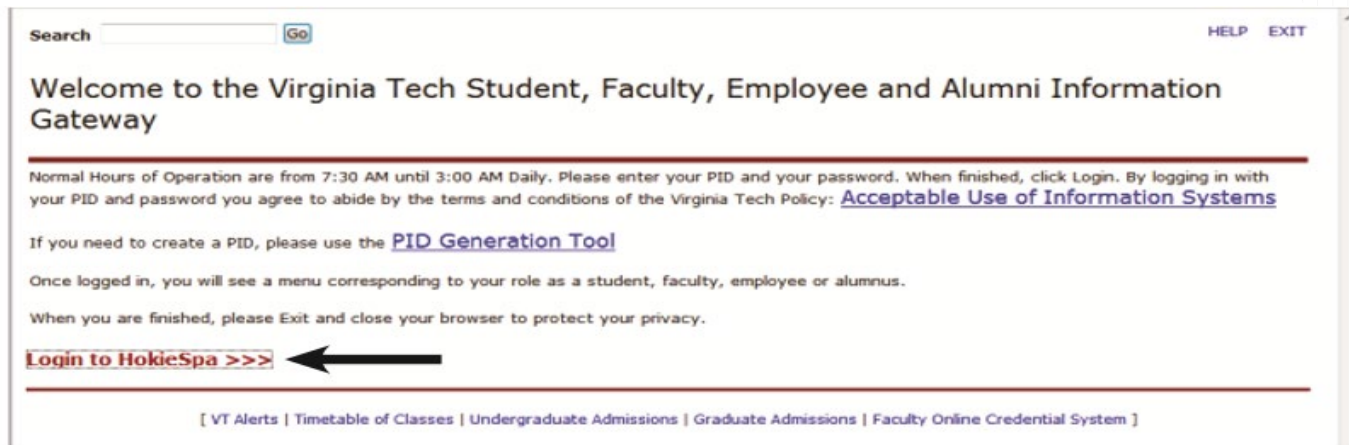 Search Go HELP EXIT
Welcome to the Virginia Tech Student, Faculty, Employee and Alumni Information
Gateway
Normal Hours of Operation are from 7:30 AM until 3:00 AM Daily. Please enter your PID and your password. When finished, click Login. By logging in with
your PID and password you agree to abide by the terms and conditions of the Virginia Tech Policy: Acceptable Use of Information Systems
If you need to create a PID, please use the PID Generation Tool
Once logged in, you will see a menu corresponding to your role as a student, faculty, employee or alumnus.
When you are finished, please Exit and close your browser to protect your privacy.
Login to HokieSpa >>>
[ VT Alerts | Timetable of Classes | Undergraduate Admissions | Graduate Admissions | Faculty Online Credential System ]